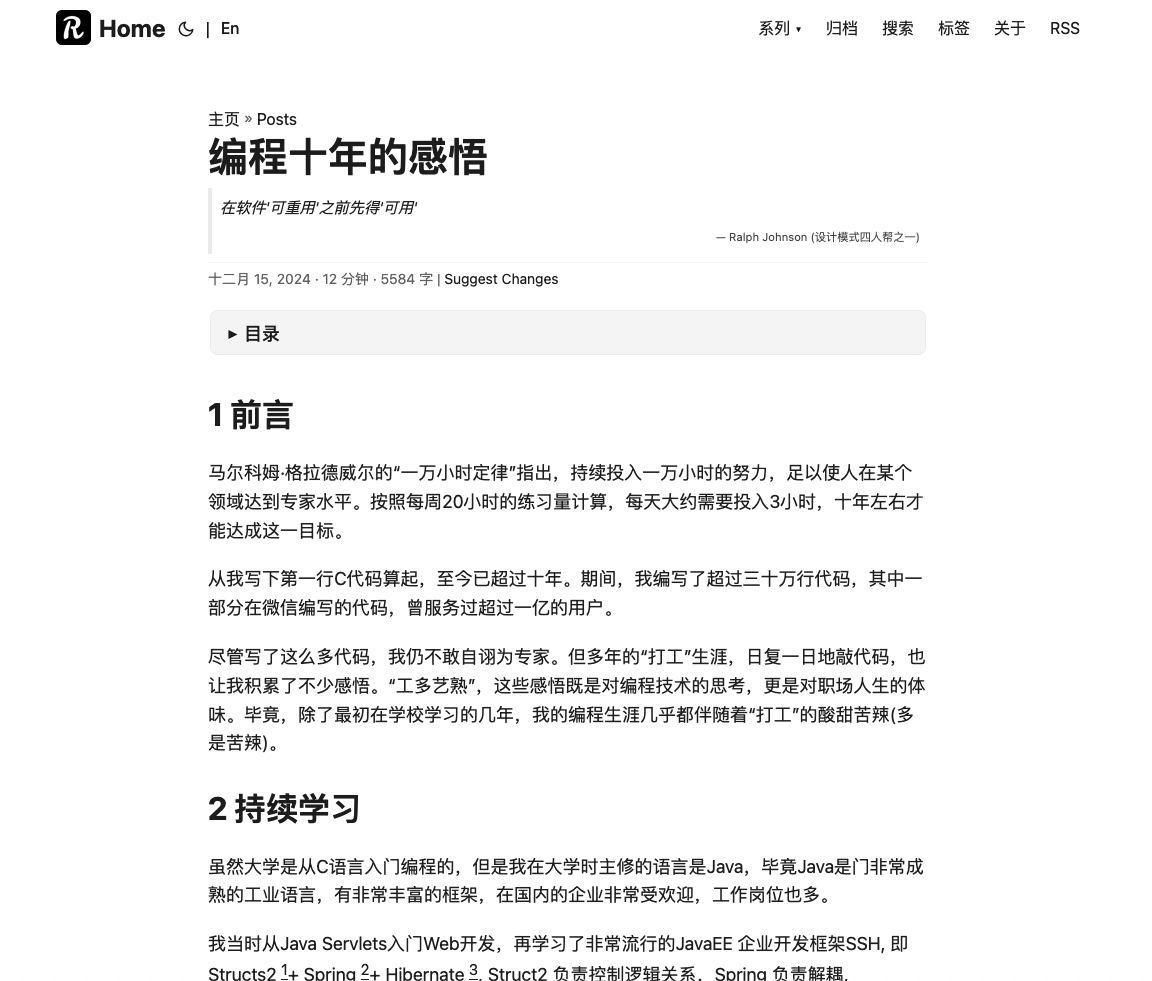 R Home | En 系列 ▾ 归档 搜索 标签 关于 RSS
主页 » Posts
编程十年的感悟
在软件'可重用'之前先得'可用'
— Ralph Johnson (设计模式四人帮之一)
十二月 15, 2024 · 12 分钟 · 5584 字 | Suggest Changes
▸ 目录
1 前言
马尔科姆·格拉德威尔的“一万小时定律”指出，持续投入一万小时的努力，足以使人在某个
领域达到专家水平。按照每周20小时的练习量计算，每天大约需要投入3小时，十年左右才
能达成这一目标。
从我写下第一行C代码算起，至今已超过十年。期间，我编写了超过三十万行代码，其中一
部分在微信编写的代码，曾服务过超过一亿的用户。
尽管写了这么多代码，我仍不敢自诩为专家。但多年的“打工”生涯，日复一日地敲代码，也
让我积累了不少感悟。“工多艺熟”，这些感悟既是对编程技术的思考，更是对职场人生的体
味。毕竟，除了最初在学校学习的几年，我的编程生涯几乎都伴随着“打工”的酸甜苦辣(多
是苦辣)。
2 持续学习
虽然大学是从C语言入门编程的，但是我在大学时主修的语言是Java，毕竟Java是门非常成
熟的工业语言，有非常丰富的框架，在国内的企业非常受欢迎，工作岗位也多。
我当时从Java Servlets入门Web开发，再学习了非常流行的JavaEE 企业开发框架SSH, 即
Structs2 1+ Spring 2+ Hibernate 3. Struct2 负责控制逻辑关系，Spring 负责解耦,